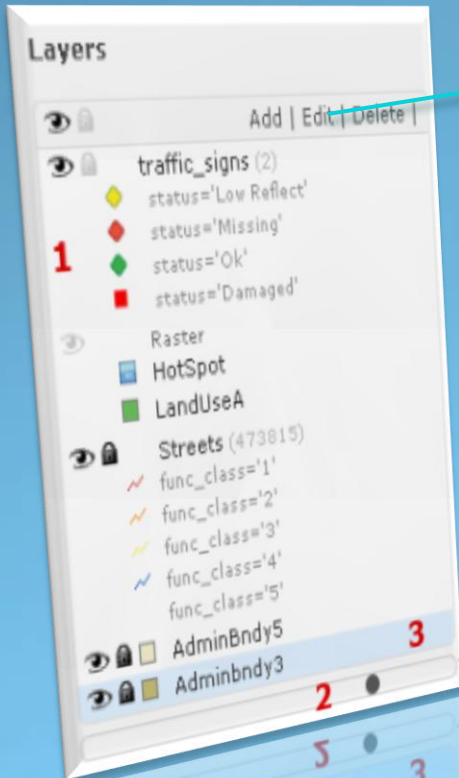 Layers
Add | Edit | Delete |
traffic_signs (2)
status='Low Reflect'
status='Missing'
1
status='Ok'
status='Damaged'
Raster
HotSpot
LandUseA
Streets (473815)
func_class='1'
func_class='2'
func_class='3'
func_class='4'
func_class='5'
AdminBndy5
3
Adminbndy3
2